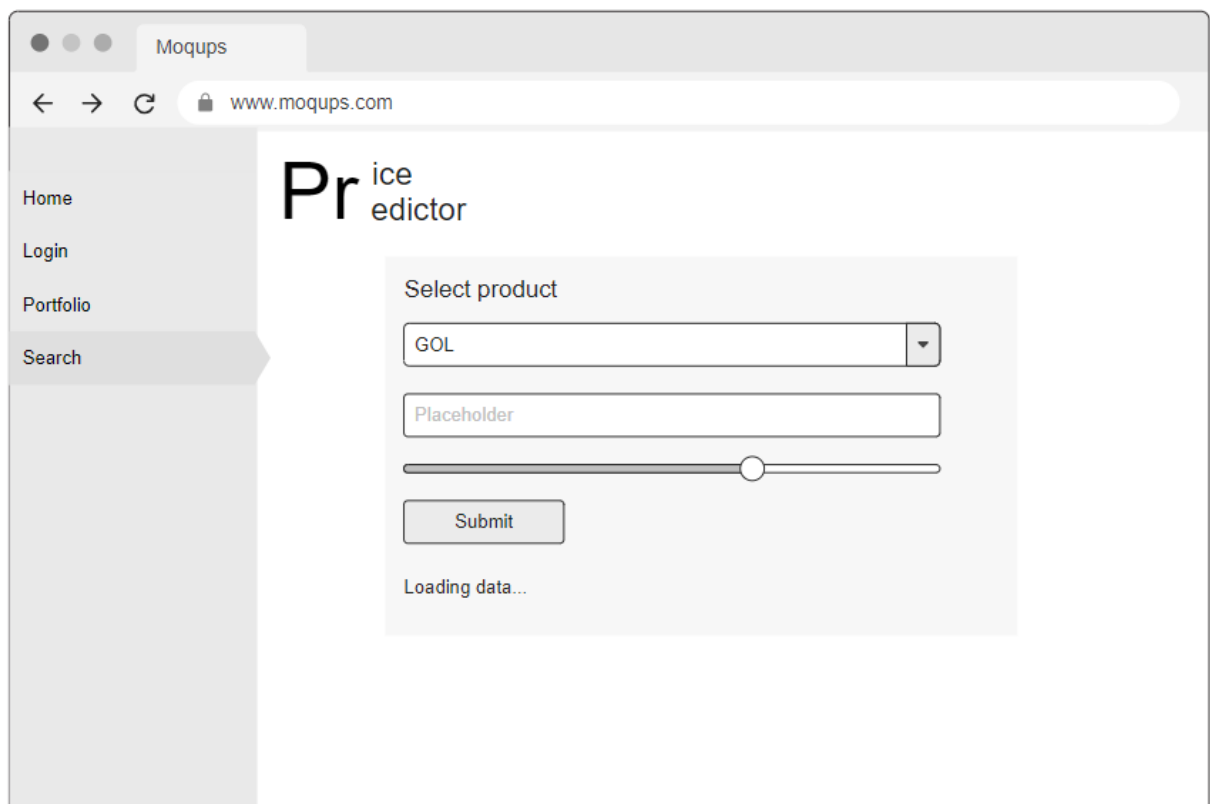 Moqups
www.moqups.com
Home
Login
Portfolio
Search
Pr ice
edictor
Select product
GOL
Placeholder
Submit
Loading data...